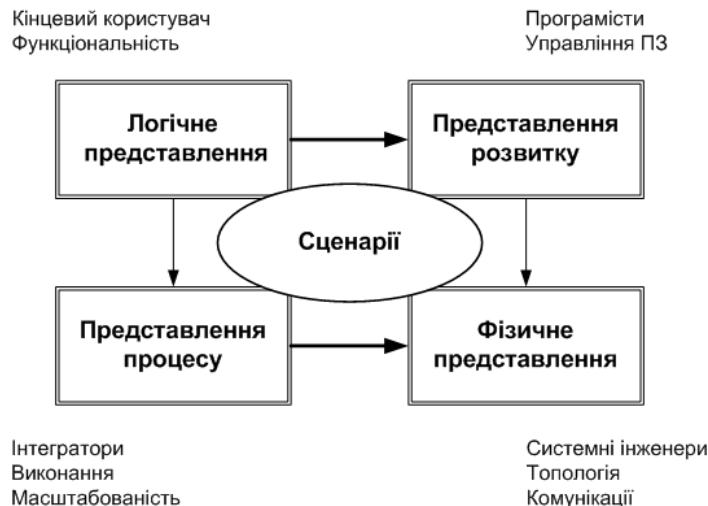 Кінцевий користувач
Функціональність
Програмісти
Управління ПЗ
Логічне
представлення
Представлення
розвитку
Сценарії
Представлення
процесу
Фізичне
представлення
Інтегратори
Виконання
Масштабованість
Системні інженери
Топологія
Комунікації